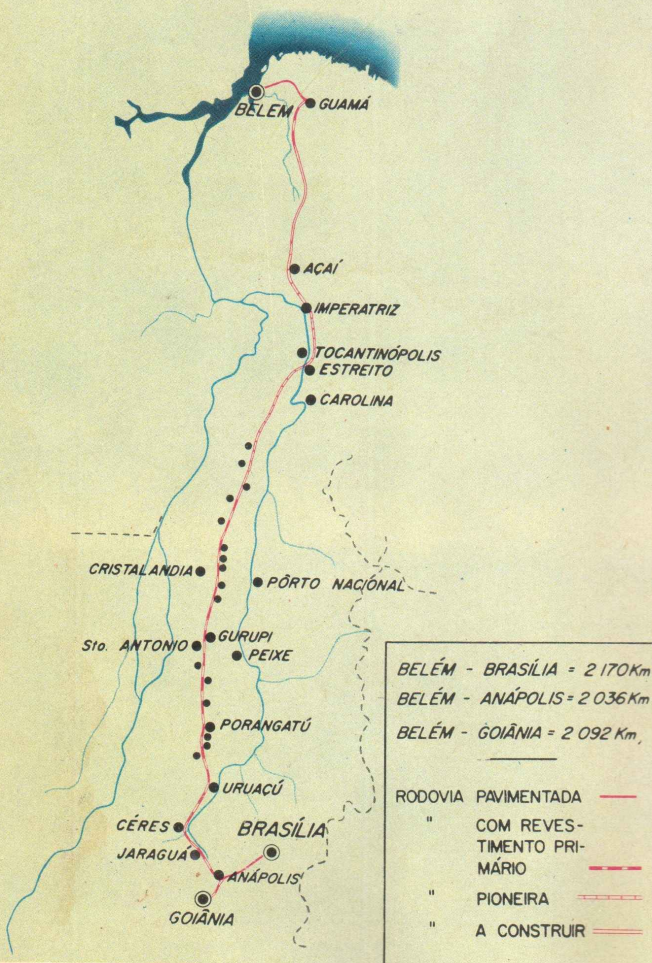 BELEM
GUAMÁ
AÇAÍ
IMPERATRIZ
TOCANTINÓPOLIS
ESTREITO
CAROLINA
CRISTALANDIA
PÔRTO NACIÓNAL
GURUPI
Sto. ANTONIO
PEIXE
PORANGATÚ
URUAÇÚ
CÉRES
BRASÍLIA
JARAGUÁ
ANÁPOLIS
GOIÂNIA
BELÉM - BRASÍLIA = 2 170 Km
BELÉM - ANÁPOLIS = 2 036 Km
BELÉM - GOIÂNIA = 2 092 Km,
RODOVIA PAVIMENTADA
" COM REVES-
TIMENTO PRI-
MÁRIO
" PIONEIRA
" A CONSTRUIR